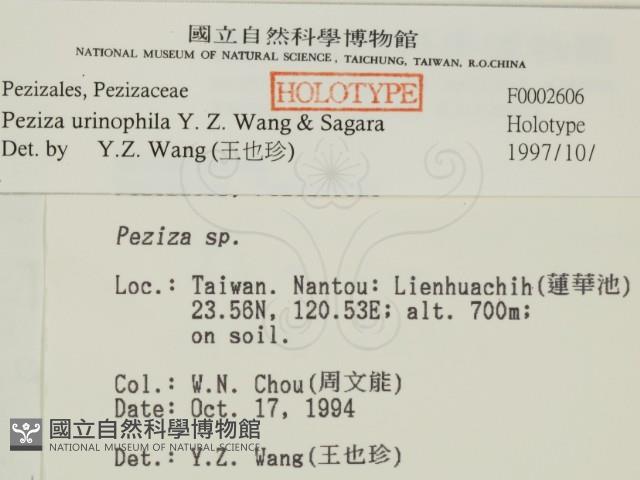 國立自然科學博物館
NATIONAL MUSEUM OF NATURAL SCIENCE, TAICHUNG, TAIWAN, R.O.CHINA
Pezizales, Pezizaceae HOLOTYPE F0002606
Peziza urinophila Y. Z. Wang & Sagara Holotype
Det. by Y.Z. Wang (王也珍) 1997/10/
Peziza sp.
Loc.: Taiwan. Nantou: Lienhuachih(蓮華池)
23.56N, 120.53E; alt. 700m;
on soil.
Col.: W.N. Chou(周文能)
Date: Oct. 17, 1994
國立自然科學博物館
NATIONAL MUSEUM OF NATURAL SCIENCE
Det.: Y.Z. Wang(王也珍)